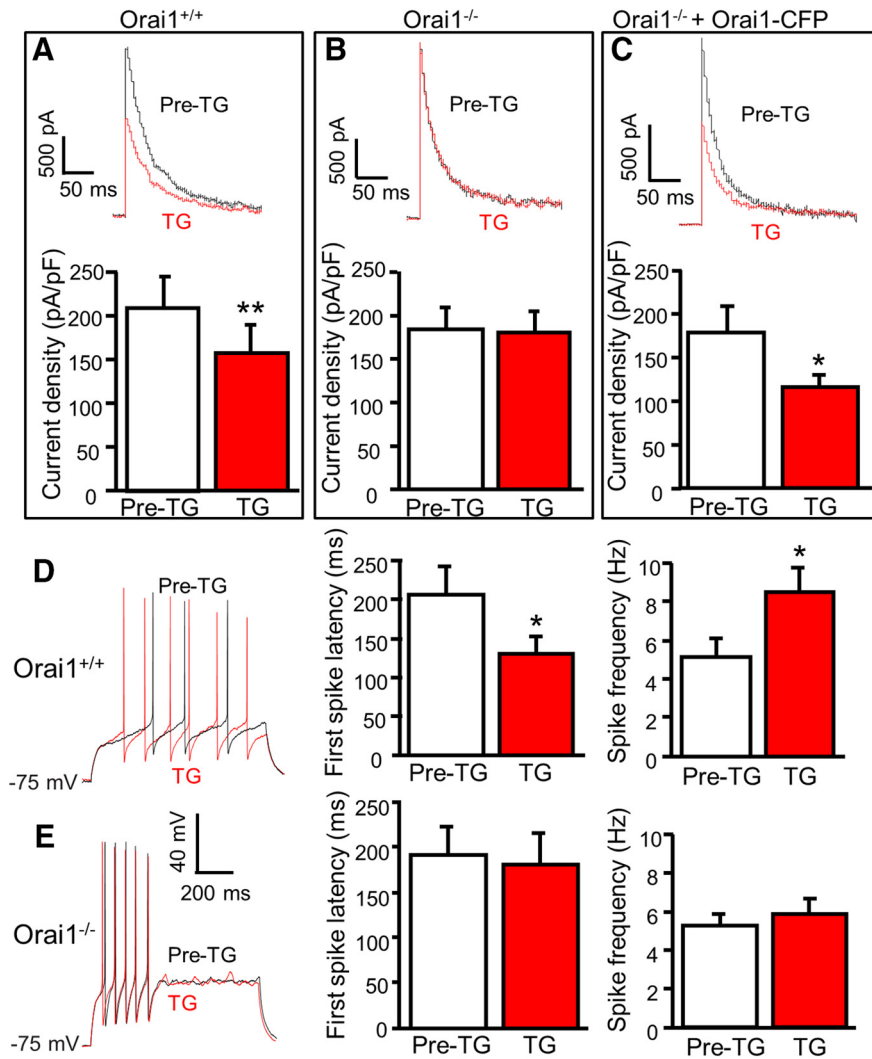 Orai1+/+
Orai1-/-
Orai1-/- + Orai1-CFP
A
Pre-TG
500 pA
50 ms
TG
Current density (pA/pF)
250
200
150
100
50
0
**
Pre-TG
TG
B
Pre-TG
500 pA
50 ms
TG
Current density (pA/pF)
250
200
150
100
50
0
Pre-TG
TG
C
Pre-TG
500 pA
50 ms
TG
Current density (pA/pF)
250
200
150
100
50
0
*
Pre-TG
TG
D
Orai1+/+
Pre-TG
TG
-75 mV
First spike latency (ms)
250
200
150
100
50
0
*
Pre-TG
TG
Spike frequency (Hz)
10
8
6
4
2
0
*
Pre-TG
TG
E
40 mV
200 ms
Orai1-/-
Pre-TG
TG
-75 mV
First spike latency (ms)
250
200
150
100
50
0
Pre-TG
TG
Spike frequency (Hz)
10
8
6
4
2
0
Pre-TG
TG